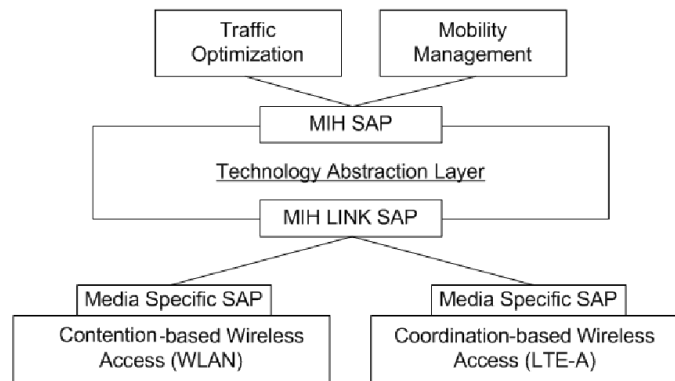 Traffic
Optimization
Mobility
Management
MIH SAP
Technology Abstraction Layer
MIH LINK SAP
Media Specific SAP
Contention-based Wireless
Access (WLAN)
Media Specific SAP
Coordination-based Wireless
Access (LTE-A)